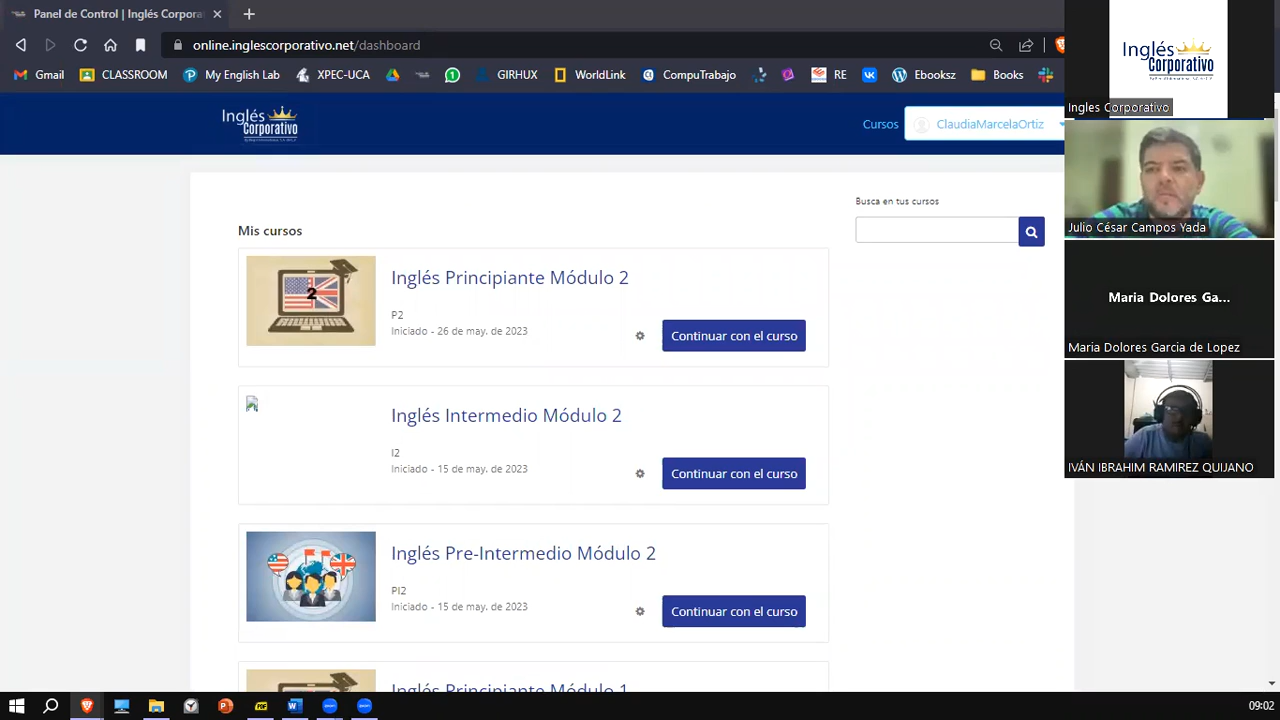 Panel de Control | Inglés Corpora
online.inglescorporativo.net/dashboard
Gmail
CLASSROOM
My English Lab
XPEC-UCA
GIRHUX
WorldLink
CompuTrabajo
RE
Ebooksz
Books
Inglés
Corporativo
Cursos
ClaudiaMarcelaOrtiz
Busca en tus cursos
Mis cursos
2
Inglés Principiante Módulo 2
P2
Iniciado - 26 de may. de 2023
Continuar con el curso
Inglés Intermedio Módulo 2
I2
Iniciado - 15 de may. de 2023
Continuar con el curso
Inglés Pre-Intermedio Módulo 2
PI2
Iniciado - 15 de may. de 2023
Continuar con el curso
Inglés Principiante Módulo 1
Inglés
Corporativo
Ingles Corporativo
Julio César Campos Yada
Maria Dolores Ga...
Maria Dolores Garcia de Lopez
IVÁN IBRAHIM RAMIREZ QUIJANO
09:02